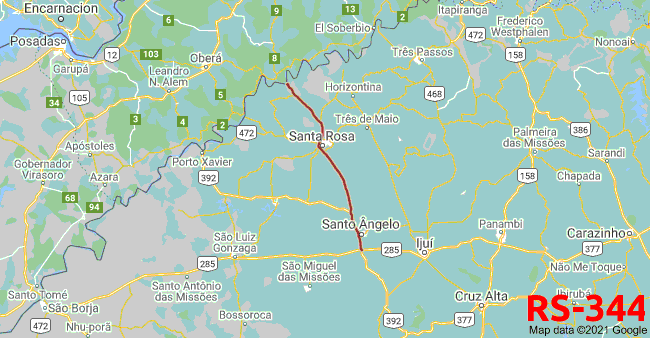 Encarnacion
Posadas
12
Garupá
103
Oberá
Leandro
N. Alem
8
El Soberbio
13
2
Itapiranga
472
Frederico
Westphalen
Nonoai
Três Passos
158
468
34
105
3
4
5
2
472
Horizontina
Três de Maio
Santa Rosa
386
Palmeira
das Missões
Sarandi
158
Chapada
Apóstoles
Gobernador
Virasoro
Azara
Porto Xavier
392
68
94
Santo Ângelo
Ijuí
285
Panambi
Carazinho
377
Não Me Toque
São Luiz
Gonzaga
285
São Miguel
das Missões
Santo Antônio
das Missões
Santo Tomé
São Borja
472
Nhu-porã
Bossoroca
Cruz Alta
Ibirubá
392
377
RS-344
Map data ©2021 Google